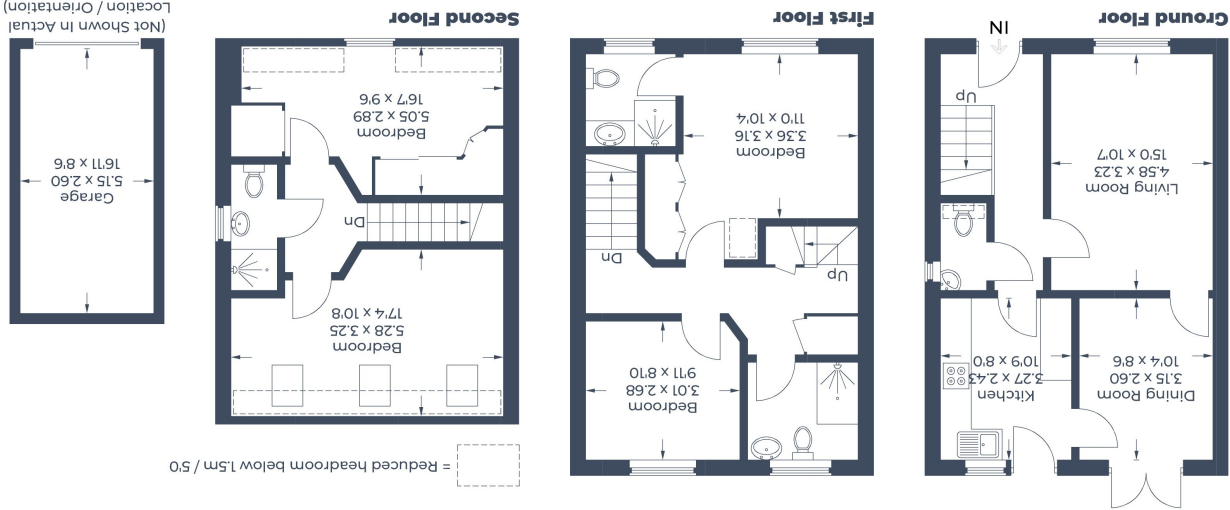 Ground Floor
IN
Up
Living Room
4.58 x 3.23
15'0 x 10'7
Dining Room
3.15 x 2.60
10'4 x 8'6
Kitchen
3.27 x 2.43
10'9 x 8'0
First Floor
Bedroom
3.36 x 3.16
11'0 x 10'4
Dn
Up
Bedroom
3.01 x 2.68
9'11 x 8'10
Second Floor
Bedroom
5.05 x 2.89
16'7 x 9'6
Dn
Bedroom
5.28 x 3.25
17'4 x 10'8
= Reduced headroom below 1.5m / 5'0
(Not Shown In Actual
Location / Orientation)
Garage
5.15 x 2.60
16'11 x 8'6